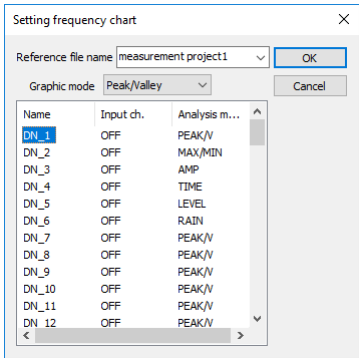 Setting frequency chart
Reference file name measurement project1 OK
Graphic mode Peak/Valley Cancel
Name Input ch. Analysis m...
DN_1 OFF PEAK/V
DN_2 OFF MAX/MIN
DN_3 OFF AMP
DN_4 OFF TIME
DN_5 OFF LEVEL
DN_6 OFF RAIN
DN_7 OFF PEAK/V
DN_8 OFF PEAK/V
DN_9 OFF PEAK/V
DN_10 OFF PEAK/V
DN_11 OFF PEAK/V
DN_12 OFF PEAK/V